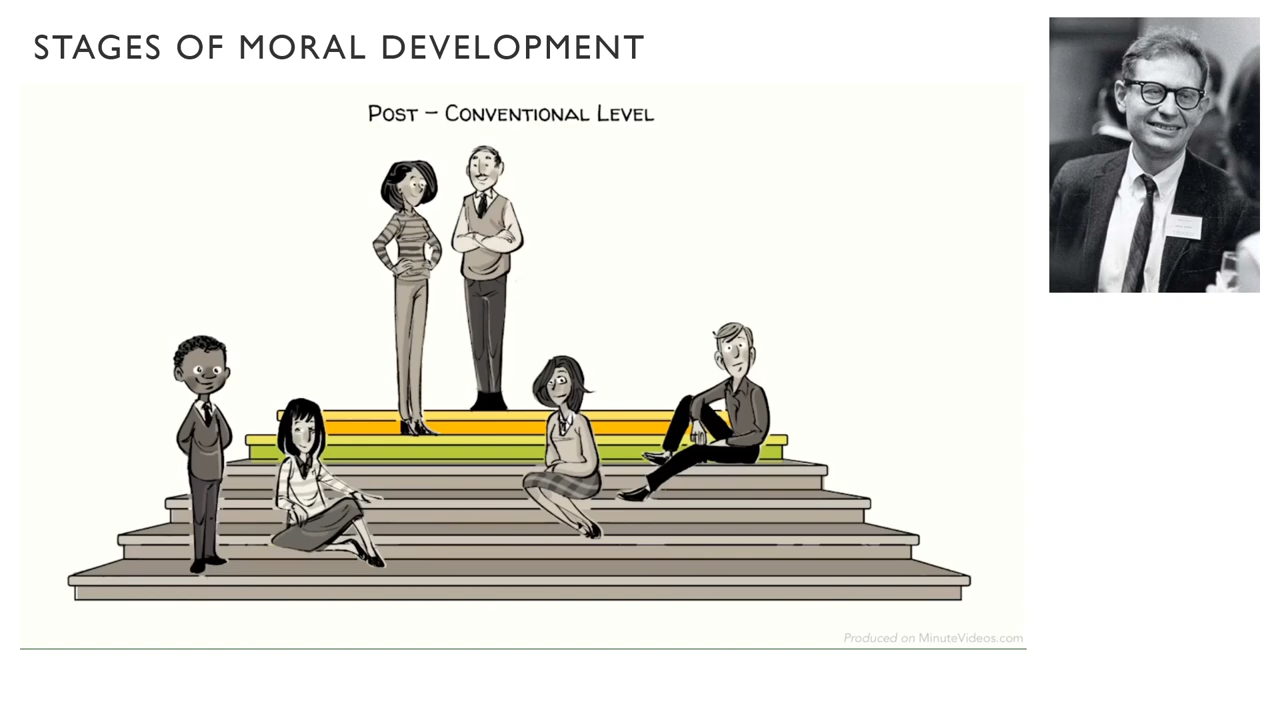 STAGES OF MORAL DEVELOPMENT
POST – CONVENTIONAL LEVEL
Produced on MinuteVideos.com